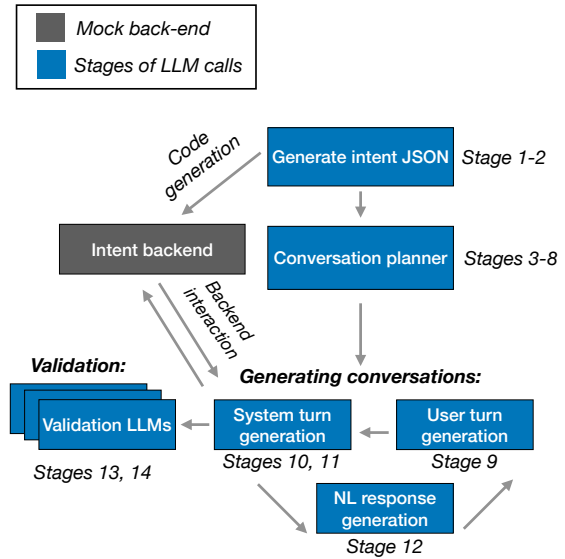 Mock back-end
Stages of LLM calls
Code
generation
Generate intent JSON
Stage 1-2
Intent backend
Conversation planner
Stages 3-8
Backend
interaction
Validation:
Generating conversations:
Validation LLMs
System turn
generation
User turn
generation
Stages 13, 14
Stages 10, 11
Stage 9
NL response
generation
Stage 12